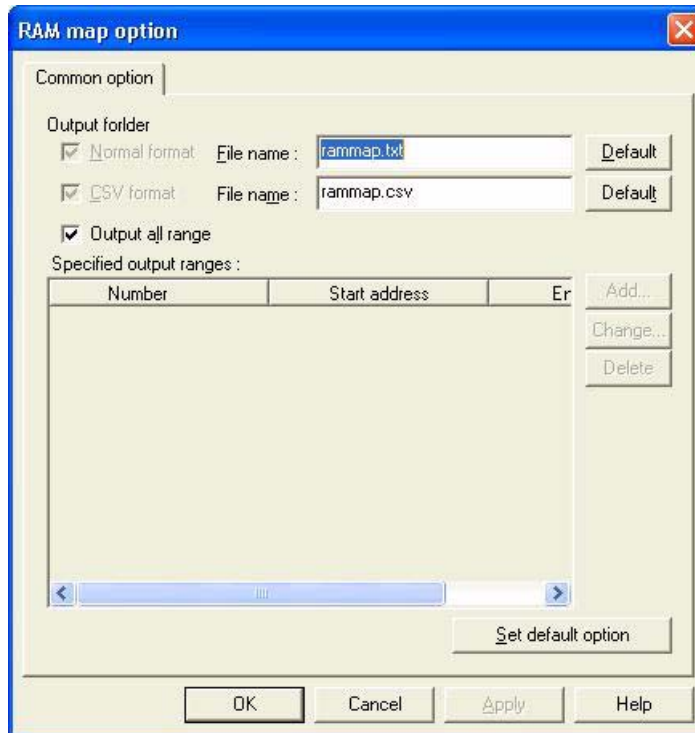 RAM map option
Common option
Output forlder
Normal format File name : rammap.txt Default
CSV format File name : rammap.csv Default
Output all range
Specified output ranges :
Number Start address Er
Add...
Change...
Delete
Set default option
OK Cancel Apply Help